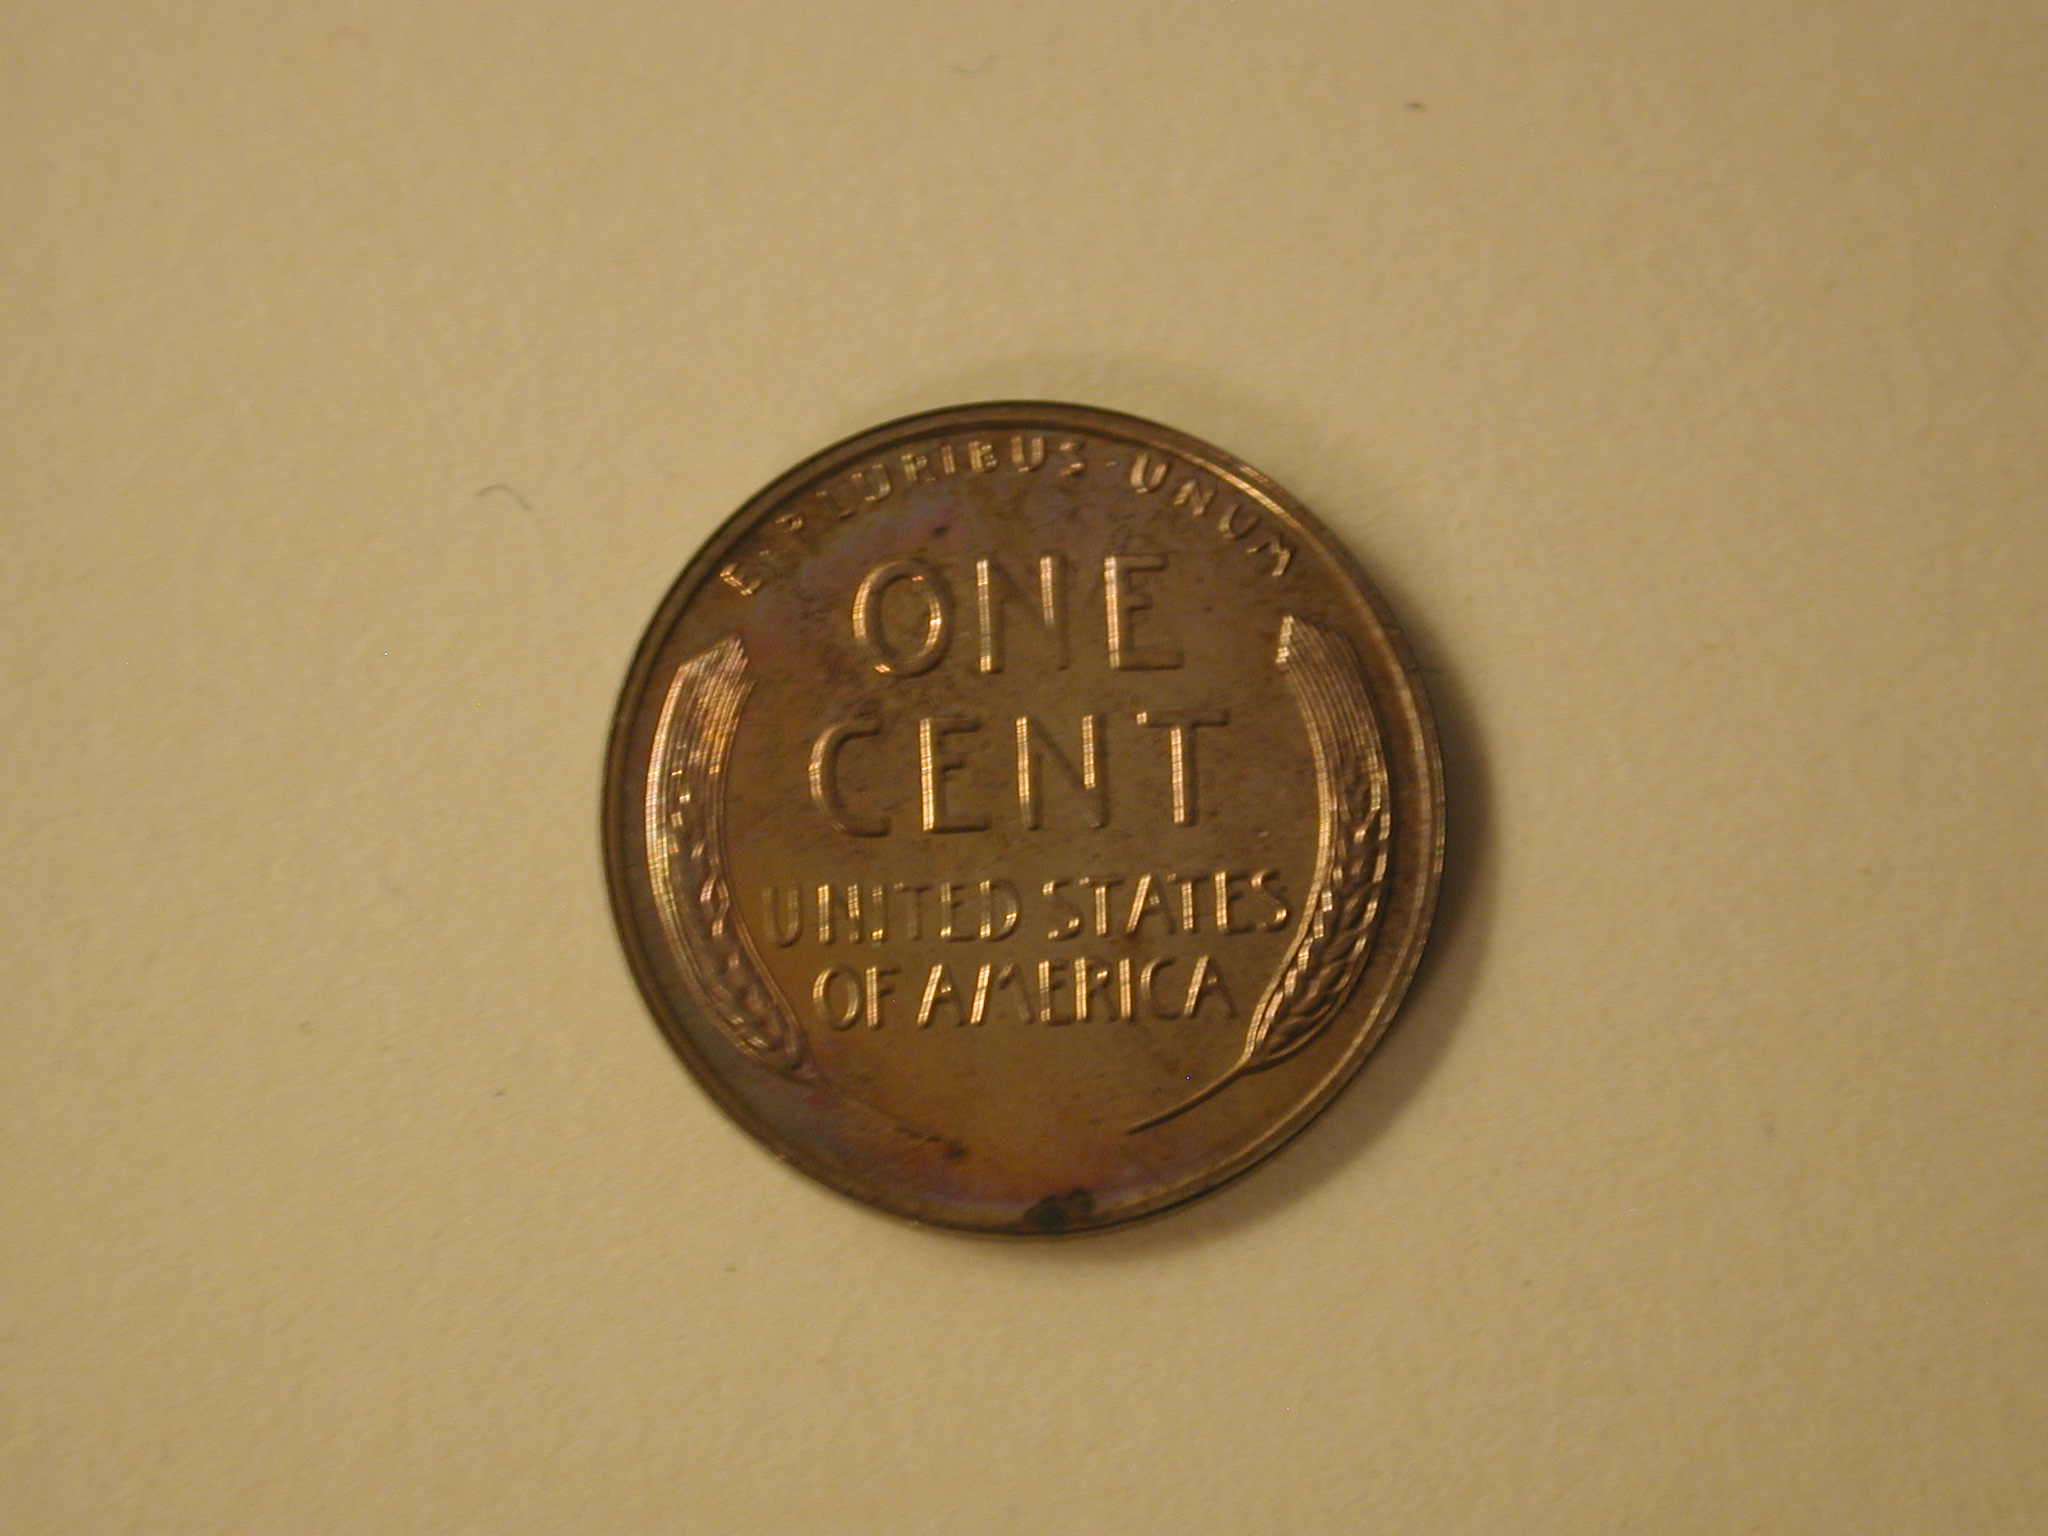 E PLURIBUS · UNUM
ONE
CENT
UNITED STATES
OF AMERICA